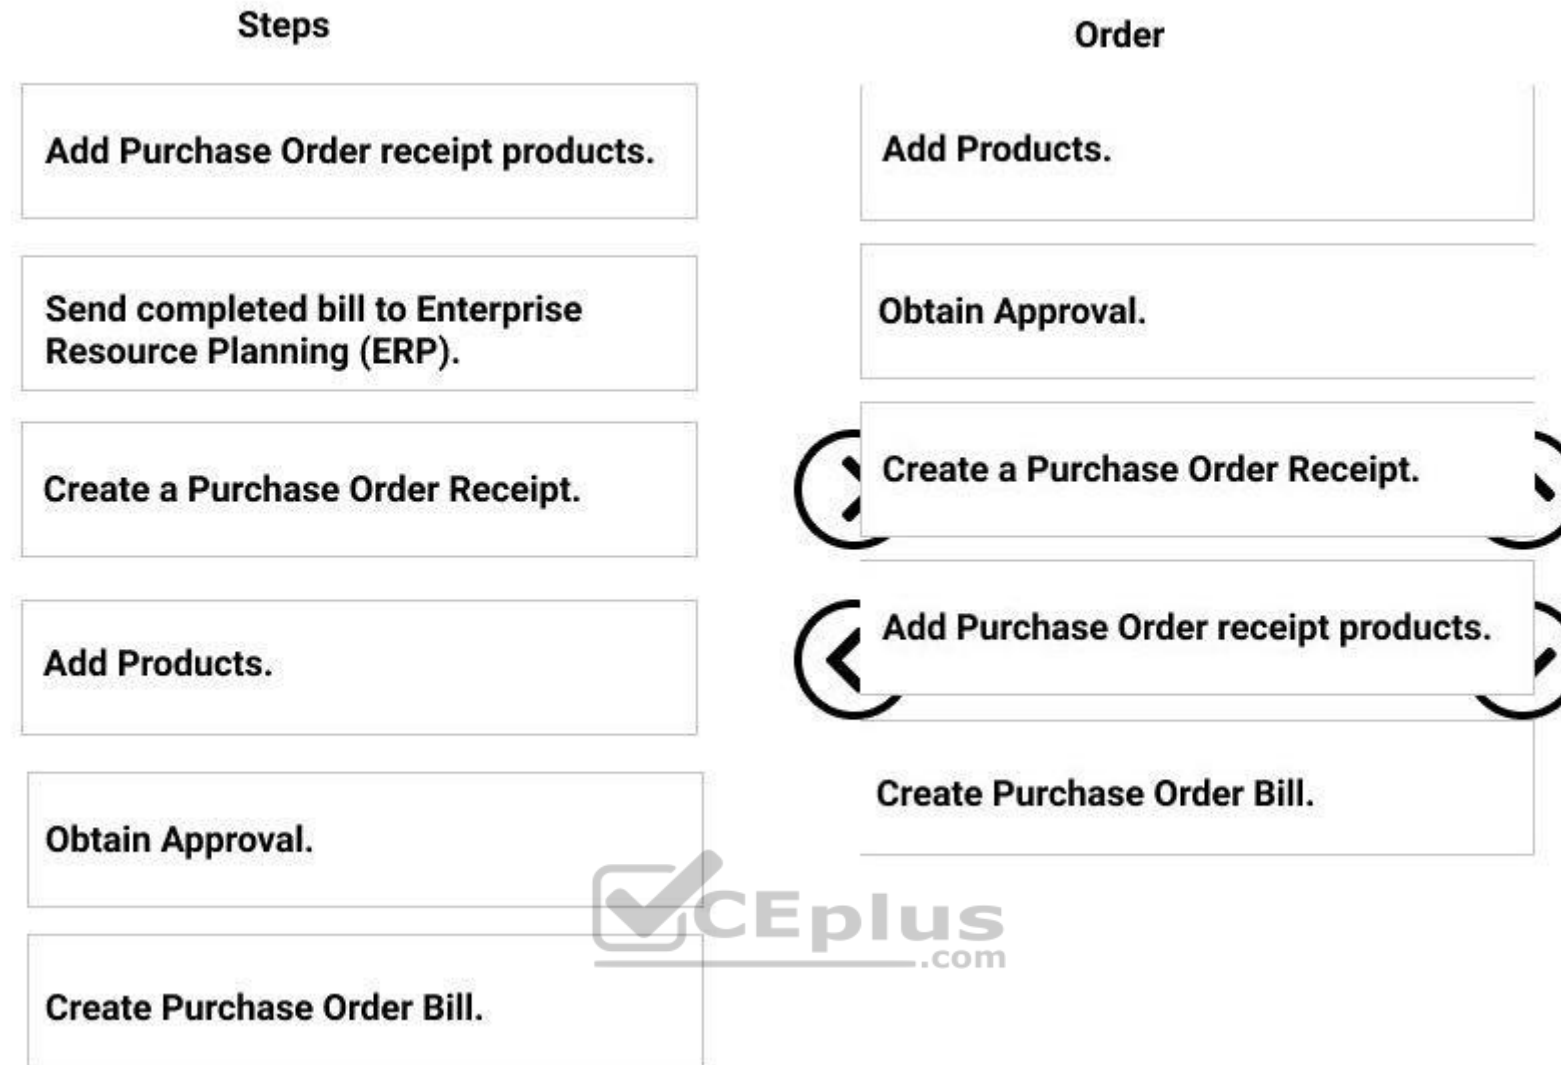 Steps
Add Purchase Order receipt products.
Send completed bill to Enterprise
Resource Planning (ERP).
Create a Purchase Order Receipt.
Add Products.
Obtain Approval.
Create Purchase Order Bill.
Order
Add Products.
Obtain Approval.
Create a Purchase Order Receipt.
Add Purchase Order receipt products.
Create Purchase Order Bill.
CEplus
.com